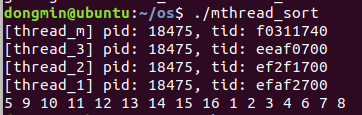 dongmin@ubuntu:~/os$ ./mthread_sort
[thread_m] pid: 18475, tid: f0311740
[thread_3] pid: 18475, tid: eeaf0700
[thread_2] pid: 18475, tid: ef2f1700
[thread_1] pid: 18475, tid: efaf2700
5 9 10 11 12 13 14 15 16 1 2 3 4 6 7 8